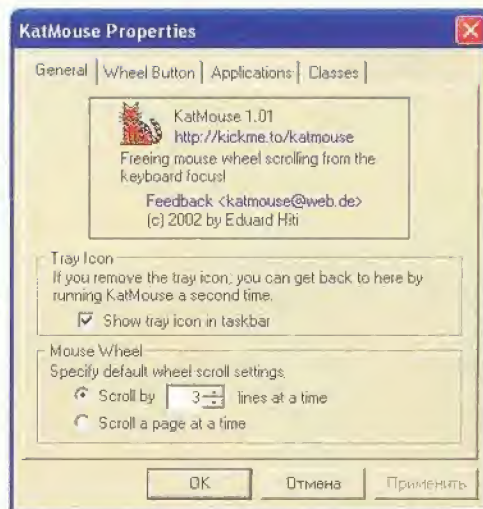 KatMouse Properties
General
Wheel Button
Applications
Classes
KatMouse 1.01
http://kickme.to/katmouse
Freeing mouse wheel scrolling from the
keyboard focus!
Feedback <katmouse@web.de>
(c) 2002 by Eduard Hiti
Tray Icon
If you remove the tray icon, you can get back to here by
running KatMouse a second time.
Show tray icon in taskbar
Mouse Wheel
Specify default wheel scroll settings
Scroll by 3 lines at a time
Scroll a page at a time
OK
Отмена
Применить